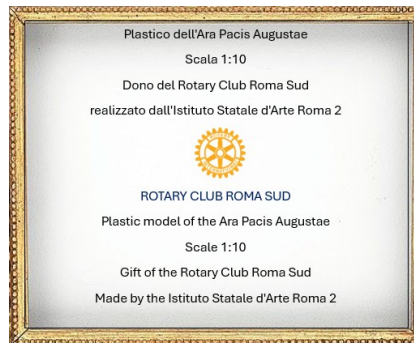 Plastico dell'Ara Pacis Augustae
Scala 1:10
Dono del Rotary Club Roma Sud
realizzato dall'Istituto Statale d'Arte Roma 2
ROTARY CLUB ROMA SUD
Plastic model of the Ara Pacis Augustae
Scale 1:10
Gift of the Rotary Club Roma Sud
Made by the Istituto Statale d'Arte Roma 2